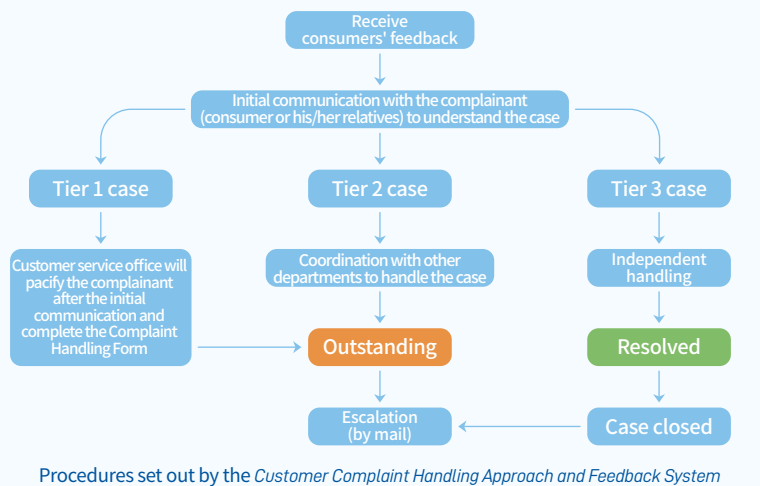 Receive
consumers' feedback
Initial communication with the complainant
(consumer or his/her relatives) to understand the case
Tier 1 case
Tier 2 case
Tier 3 case
Customer service office will
pacify the complainant
after the initial
communication and
complete the Complaint
Handling Form
Coordination with other
departments to handle the case
Independent
handling
Outstanding
Resolved
Escalation
(by mail)
Case closed
Procedures set out by the Customer Complaint Handling Approach and Feedback System